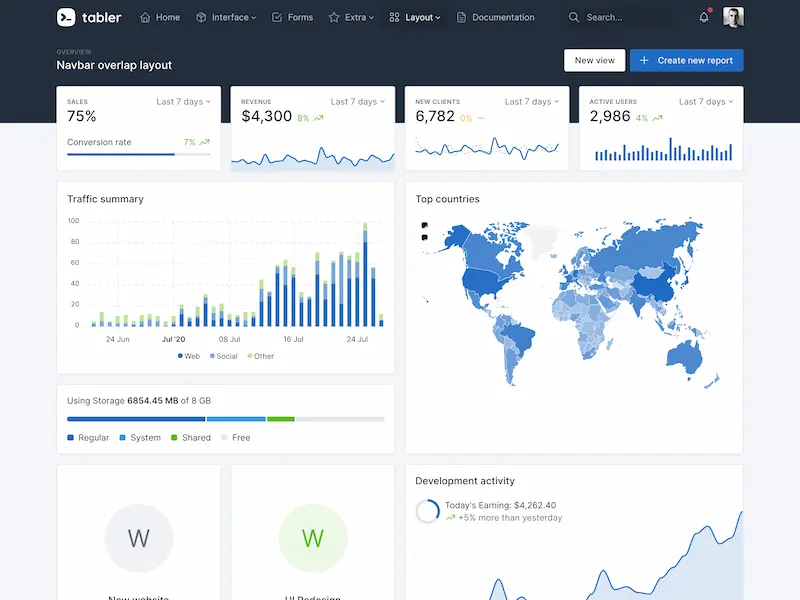 tabler Home Interface Forms Extra Layout Documentation Search...
OVERVIEW
Navbar overlap layout
New view
Create new report
SALES Last 7 days
75%
Conversion rate 7%
REVENUE Last 7 days
$4,300 8%
NEW CLIENTS Last 7 days
6,782 0%
ACTIVE USERS Last 7 days
2,986 4%
Traffic summary
100
80
60
40
20
0
24 Jun Jul '20 08 Jul 16 Jul 24 Jul
Web Social Other
Top countries
Using Storage 6854.45 MB of 8 GB
Regular System Shared Free
W
New website
W
UI Redesign
Development activity
Today's Earning: $4,262.40
+5% more than yesterday